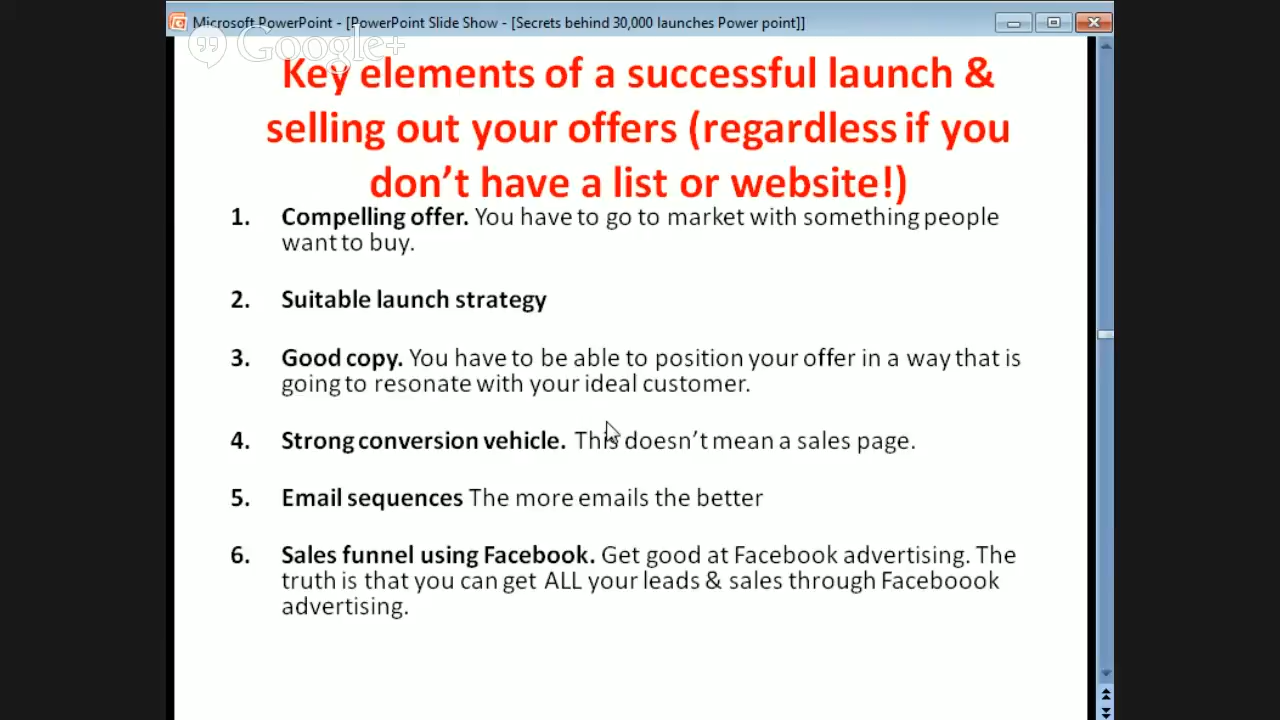 Microsoft PowerPoint - [PowerPoint Slide Show - [Secrets behind 30,000 launches Power point]]
Google+
Key elements of a successful launch &
selling out your offers (regardless if you
don't have a list or website!)
1. Compelling offer. You have to go to market with something people
want to buy.
2. Suitable launch strategy
3. Good copy. You have to be able to position your offer in a way that is
going to resonate with your ideal customer.
4. Strong conversion vehicle. This doesn't mean a sales page.
5. Email sequences The more emails the better
6. Sales funnel using Facebook. Get good at Facebook advertising. The
truth is that you can get ALL your leads & sales through Faceboook
advertising.